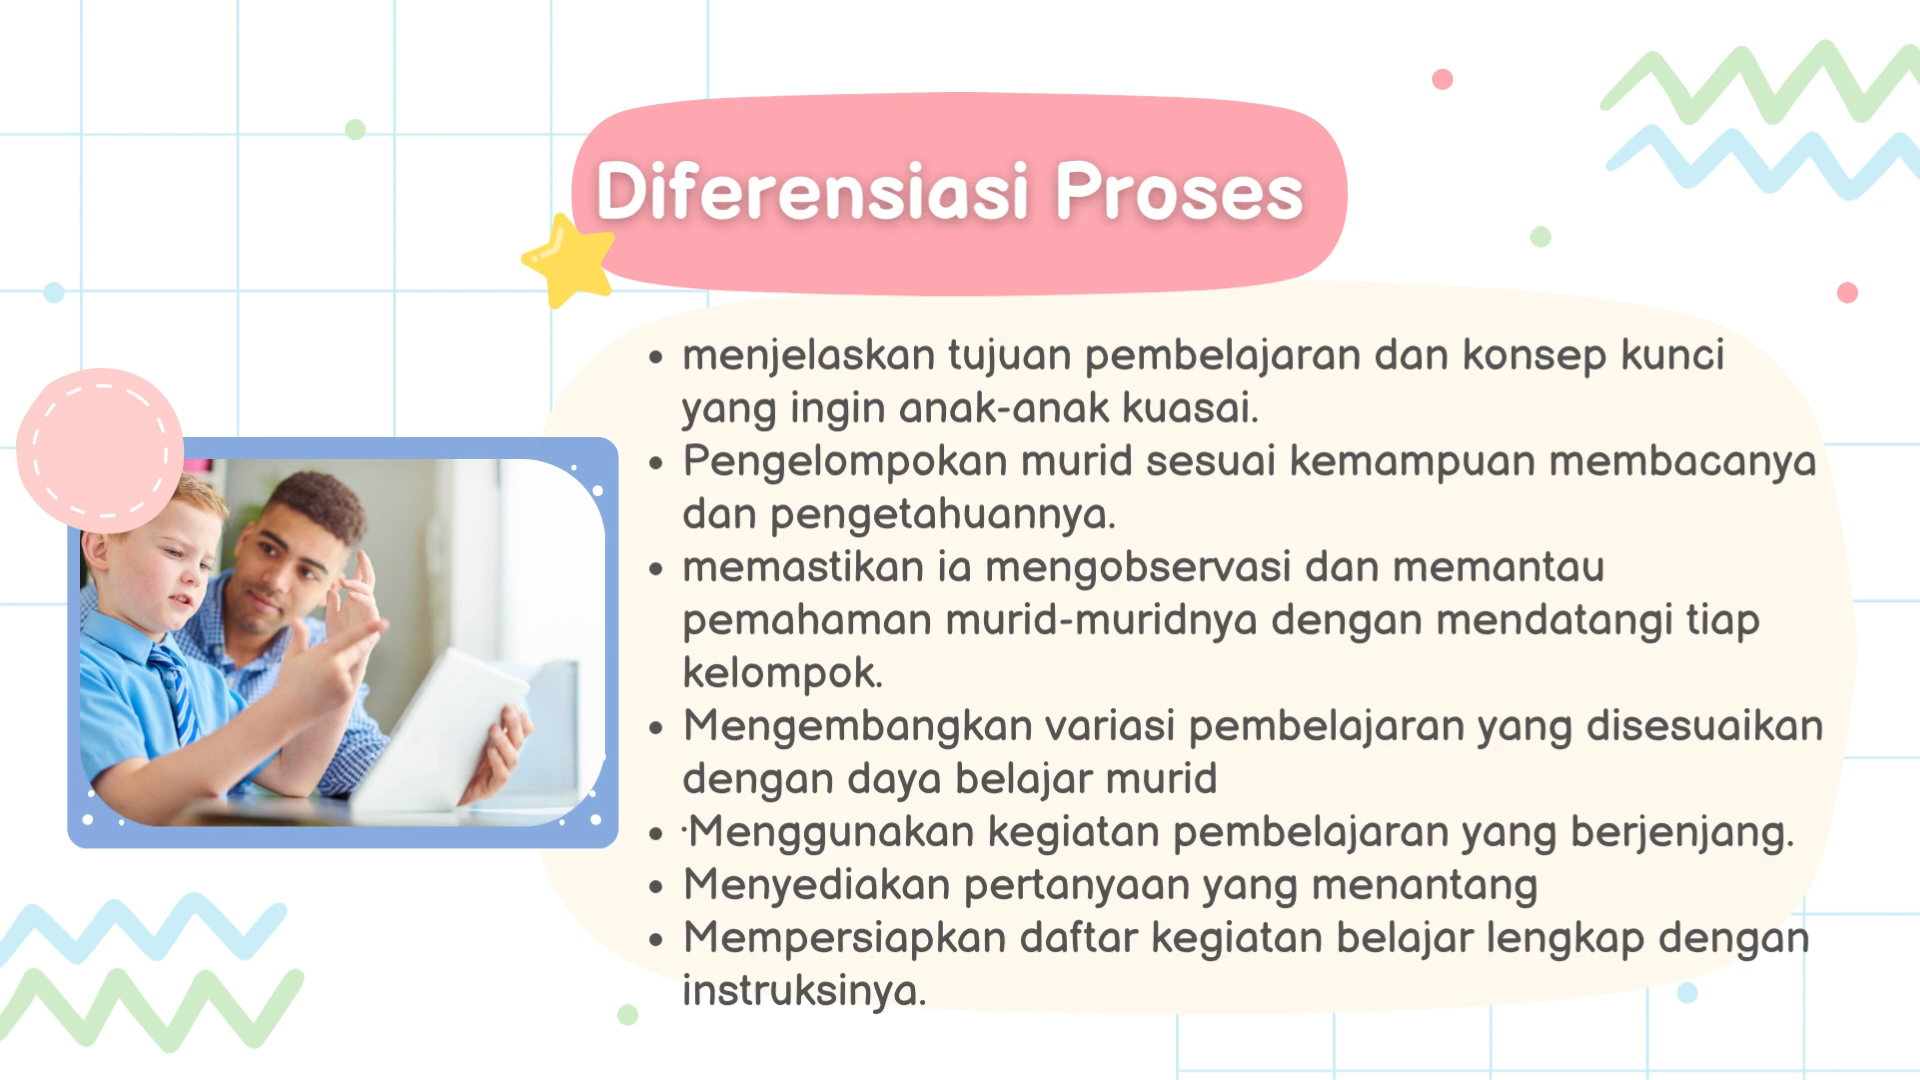 Diferensiasi Proses
• menjelaskan tujuan pembelajaran dan konsep kunci
yang ingin anak-anak kuasai.
• Pengelompokan murid sesuai kemampuan membacanya
dan pengetahuannya.
• memastikan ia mengobservasi dan memantau
pemahaman murid-muridnya dengan mendatangi tiap
kelompok.
• Mengembangkan variasi pembelajaran yang disesuaikan
dengan daya belajar murid
• ·Menggunakan kegiatan pembelajaran yang berjenjang.
• Menyediakan pertanyaan yang menantang
• Mempersiapkan daftar kegiatan belajar lengkap dengan
instruksinya.